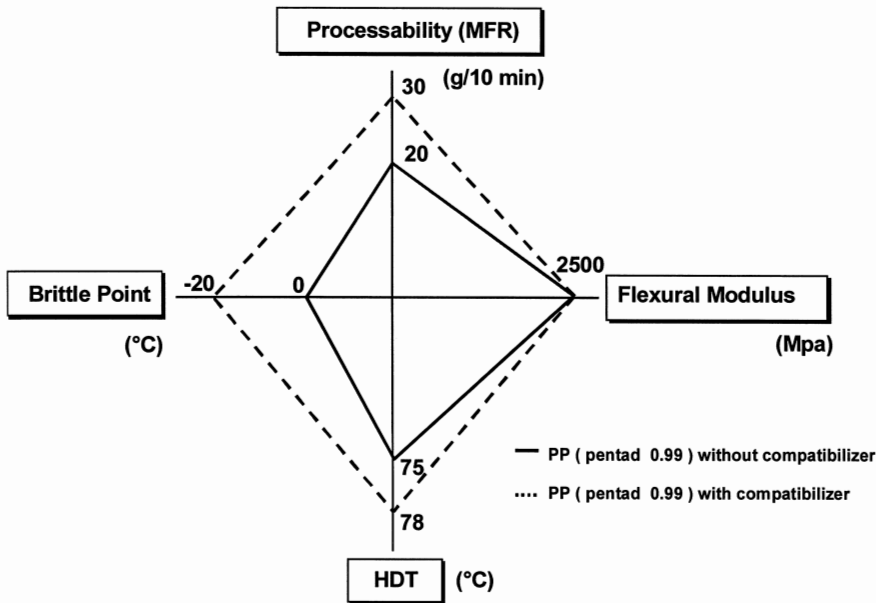 Processability (MFR)
(g/10 min)
30
20
Brittle Point
(°C)
-20
0
2500
Flexural Modulus
(Mpa)
75
78
HDT (°C)
PP ( pentad 0.99 ) without compatibilizer
PP ( pentad 0.99 ) with compatibilizer